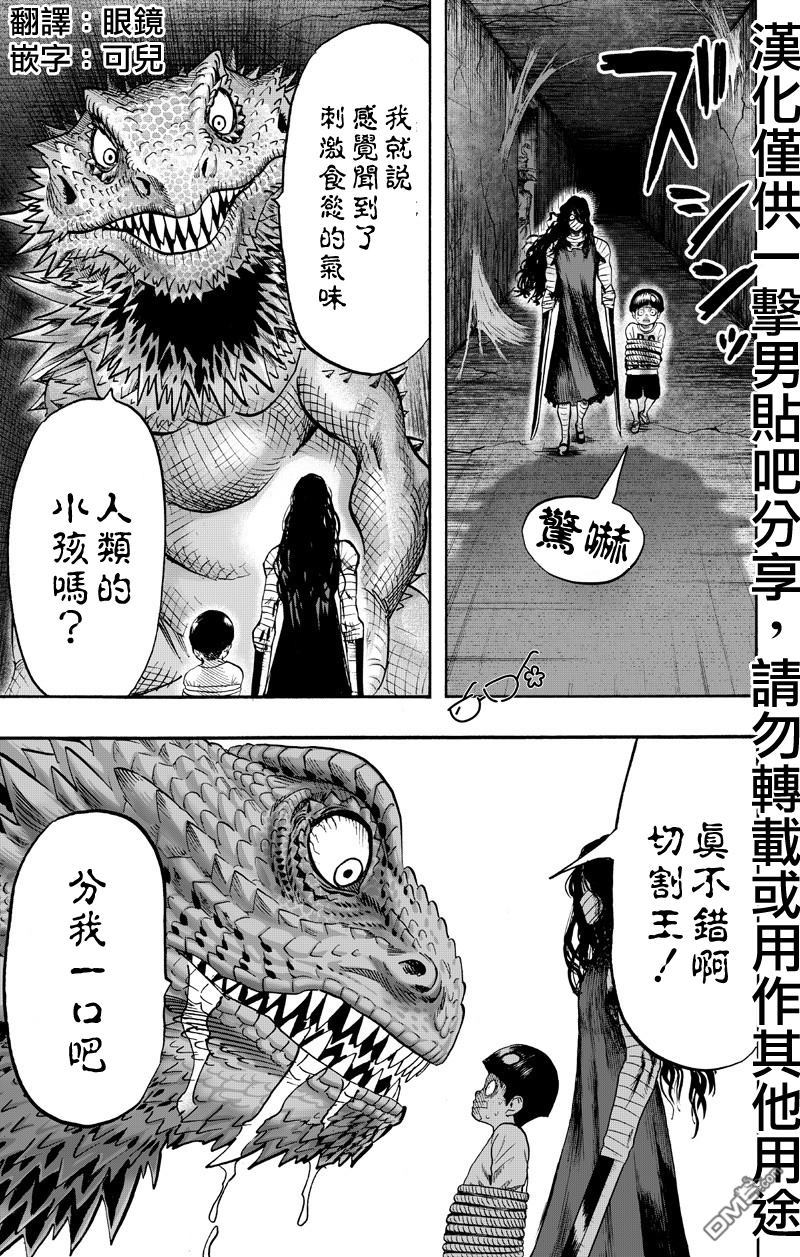 翻譯：眼鏡
嵌字：可兒
漢化僅供一擊男貼吧分享，請勿轉載或用作其他用途
ズズッ
驚嚇
我就說
感覺聞到了
刺激食慾的氣味
人類的
小孩嗎？
真不錯啊
切割王！
分我一口吧